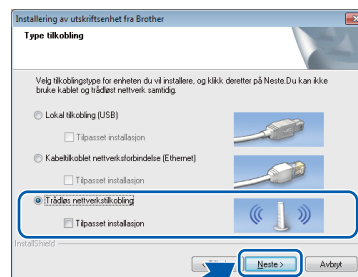 Installering av utskriftsenhet fra Brother
Type tilkobling
Velg tilkoblingstype for enheten du vil installere, og klikk deretter på Neste.Du kan ikke
bruke kablet og trådløst nettverk samtidig.
Lokal tilkobling (USB)
Tilpasset installasjon
Kabeltilkoblet nettverksforbindelse (Ethernet)
Tilpasset installasjon
Trådløs nettverkstilkobling
Tilpasset installasjon
InstallShield
Neste >
Avbryt